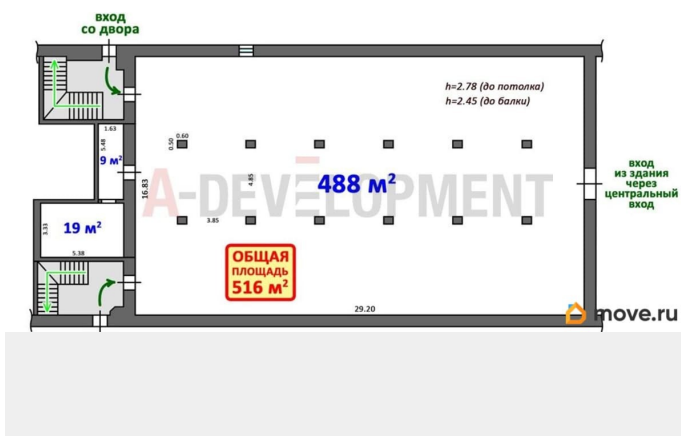 вход
со двора
h=2.78 (до потолка)
h=2.45 (до балки)
1.63
0.60
0.50
5.48
9 м²
16.83
4.85
488 м²
A-DEVELOPMENT
вход
из здания
через
центральный
вход
3.33
19 м²
3.85
5.38
ОБЩАЯ
ПЛОЩАДЬ
516 м²
29.20
move.ru